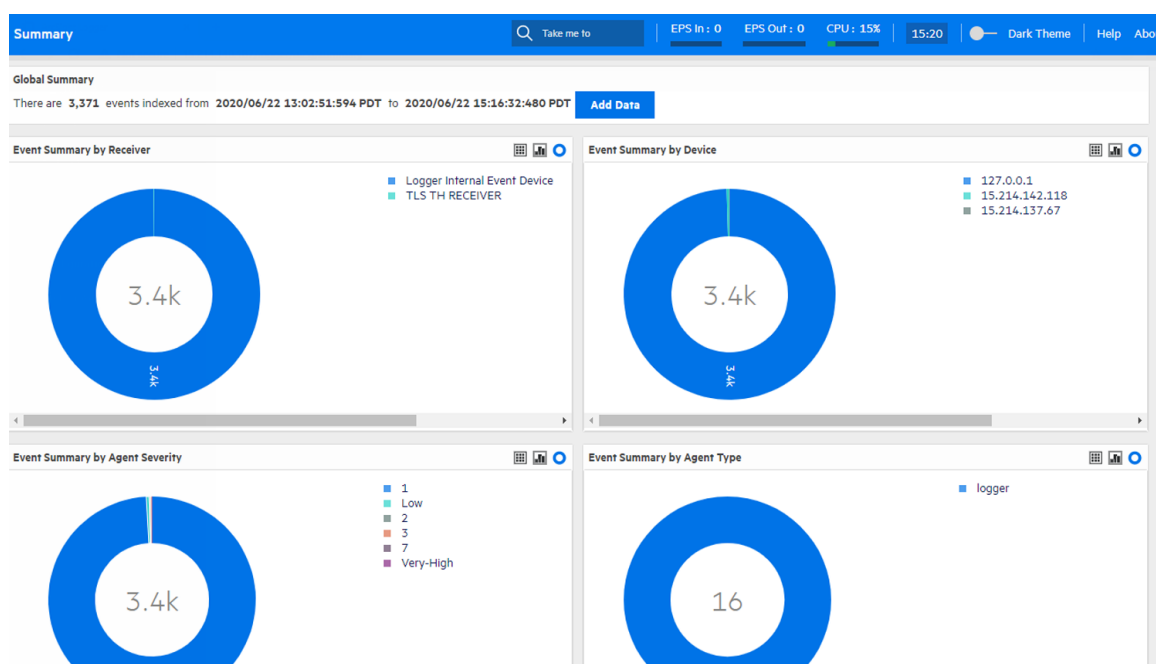 Summary
Take me to
EPS In : 0
EPS Out : 0
CPU : 15%
15:20
Dark Theme
Help
Abo
Global Summary
There are 3,371 events indexed from 2020/06/22 13:02:51:594 PDT to 2020/06/22 15:16:32:480 PDT
Add Data
Event Summary by Receiver
Logger Internal Event Device
TLS TH RECEIVER
3.4k
3.4k
Event Summary by Device
127.0.0.1
15.214.142.118
15.214.137.67
3.4k
3.4k
Event Summary by Agent Severity
1
Low
2
3
7
Very-High
3.4k
Event Summary by Agent Type
logger
16